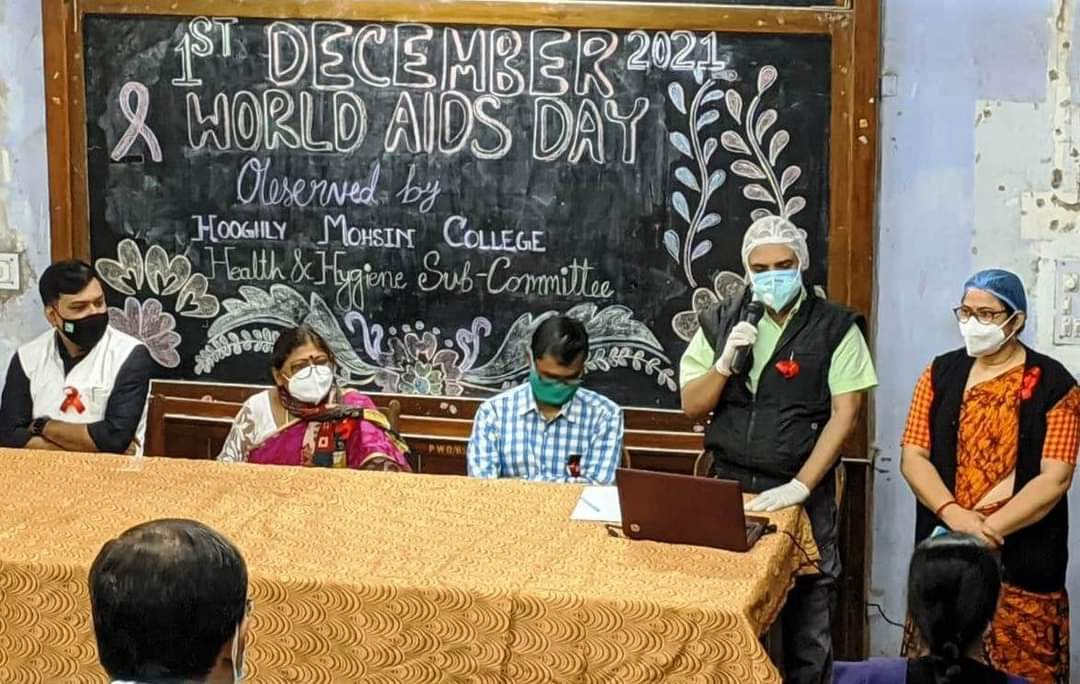 1ST DECEMBER 2021
WORLD AIDS DAY
Observed by
HOOGHLY MOHSIN COLLEGE
Health & Hygiene Sub-Committee